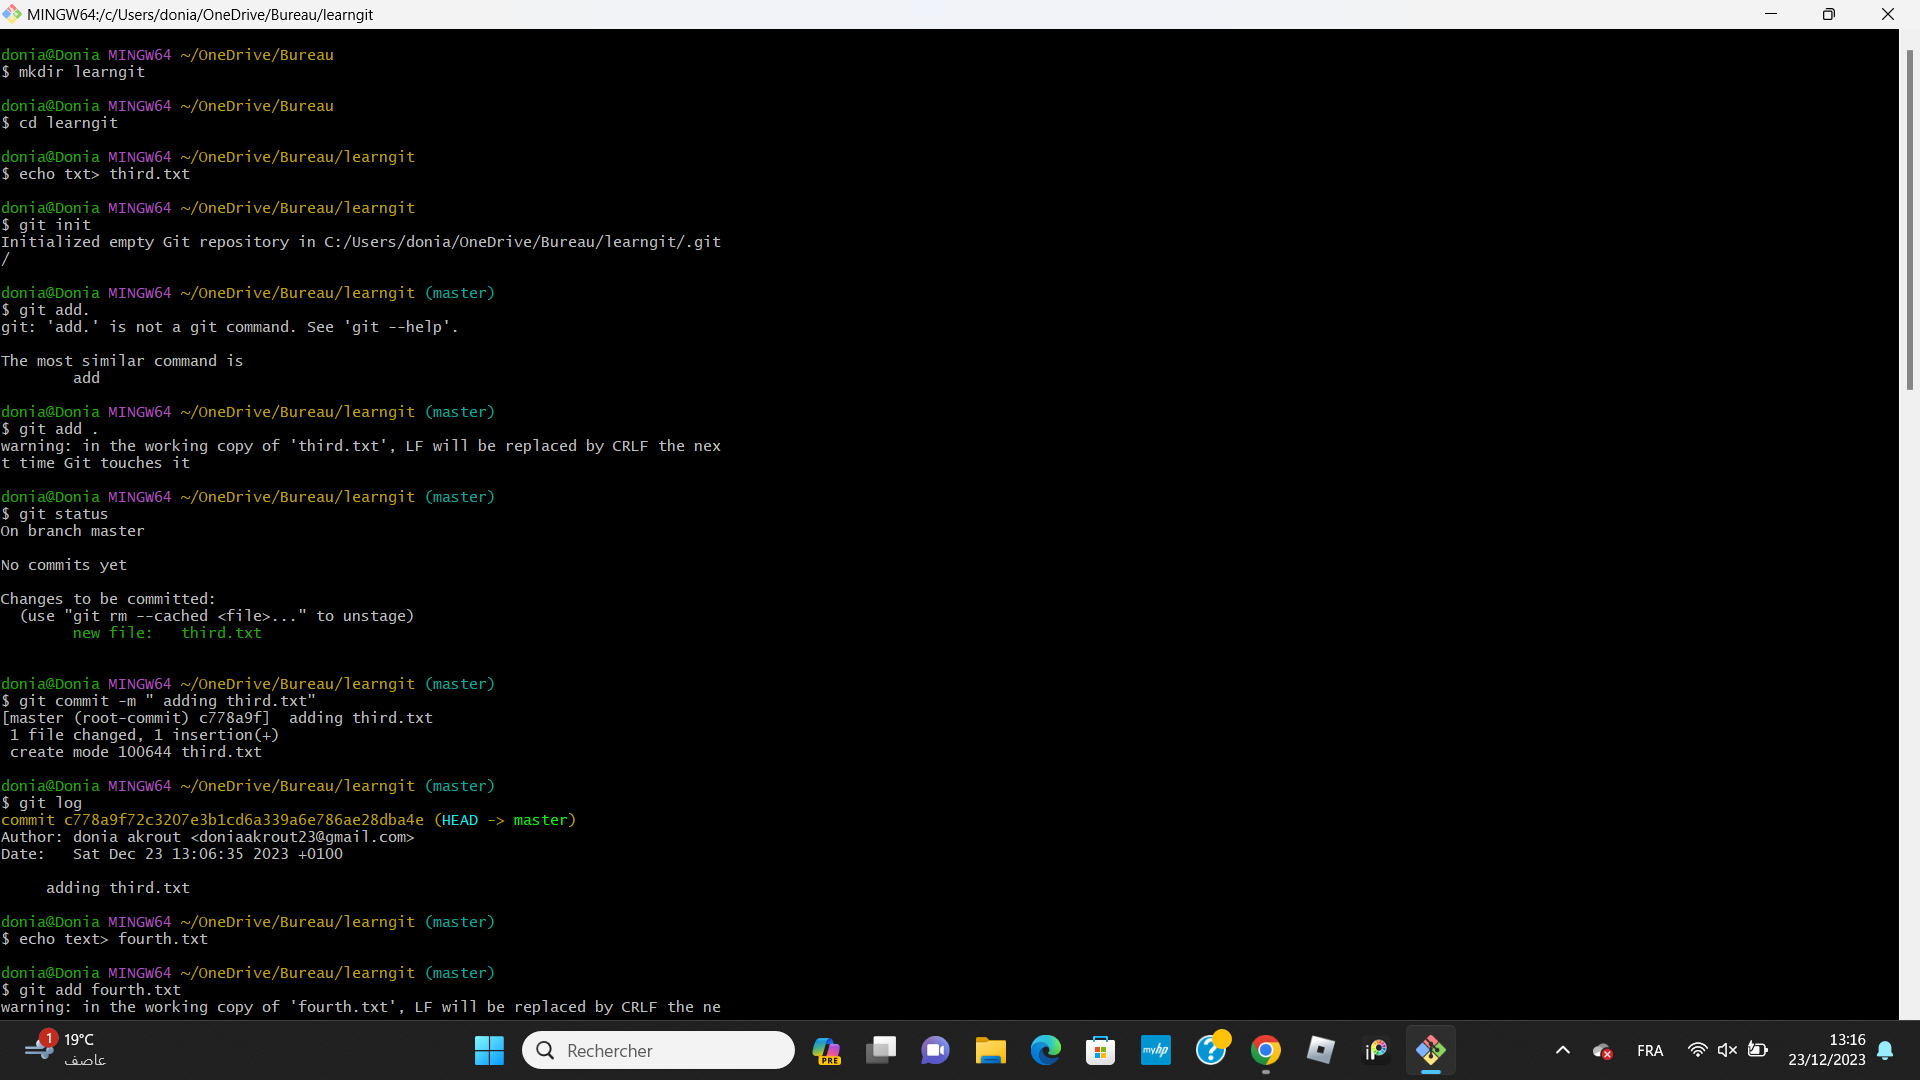 MINGW64:/c/Users/donia/OneDrive/Bureau/learngit
donia@Donia MINGW64 ~/OneDrive/Bureau
$ mkdir learngit
donia@Donia MINGW64 ~/OneDrive/Bureau
$ cd learngit
donia@Donia MINGW64 ~/OneDrive/Bureau/learngit
$ echo txt> third.txt
donia@Donia MINGW64 ~/OneDrive/Bureau/learngit
$ git init
Initialized empty Git repository in C:/Users/donia/OneDrive/Bureau/learngit/.git
/
donia@Donia MINGW64 ~/OneDrive/Bureau/learngit (master)
$ git add.
git: 'add.' is not a git command. See 'git --help'.
The most similar command is
add
donia@Donia MINGW64 ~/OneDrive/Bureau/learngit (master)
$ git add .
warning: in the working copy of 'third.txt', LF will be replaced by CRLF the nex
t time Git touches it
donia@Donia MINGW64 ~/OneDrive/Bureau/learngit (master)
$ git status
On branch master
No commits yet
Changes to be committed:
(use "git rm --cached <file>..." to unstage)
new file:   third.txt
donia@Donia MINGW64 ~/OneDrive/Bureau/learngit (master)
$ git commit -m " adding third.txt"
[master (root-commit) c778a9f]  adding third.txt
1 file changed, 1 insertion(+)
create mode 100644 third.txt
donia@Donia MINGW64 ~/OneDrive/Bureau/learngit (master)
$ git log
commit c778a9f72c3207e3b1cd6a339a6e786ae28dba4e (HEAD -> master)
Author: donia akrout <doniaakrout23@gmail.com>
Date:   Sat Dec 23 13:06:35 2023 +0100
adding third.txt
donia@Donia MINGW64 ~/OneDrive/Bureau/learngit (master)
$ echo text> fourth.txt
donia@Donia MINGW64 ~/OneDrive/Bureau/learngit (master)
$ git add fourth.txt
warning: in the working copy of 'fourth.txt', LF will be replaced by CRLF the ne
1
19°C
عاصف
Rechercher
PRE
myhp
?
iP
FRA
13:16
23/12/2023